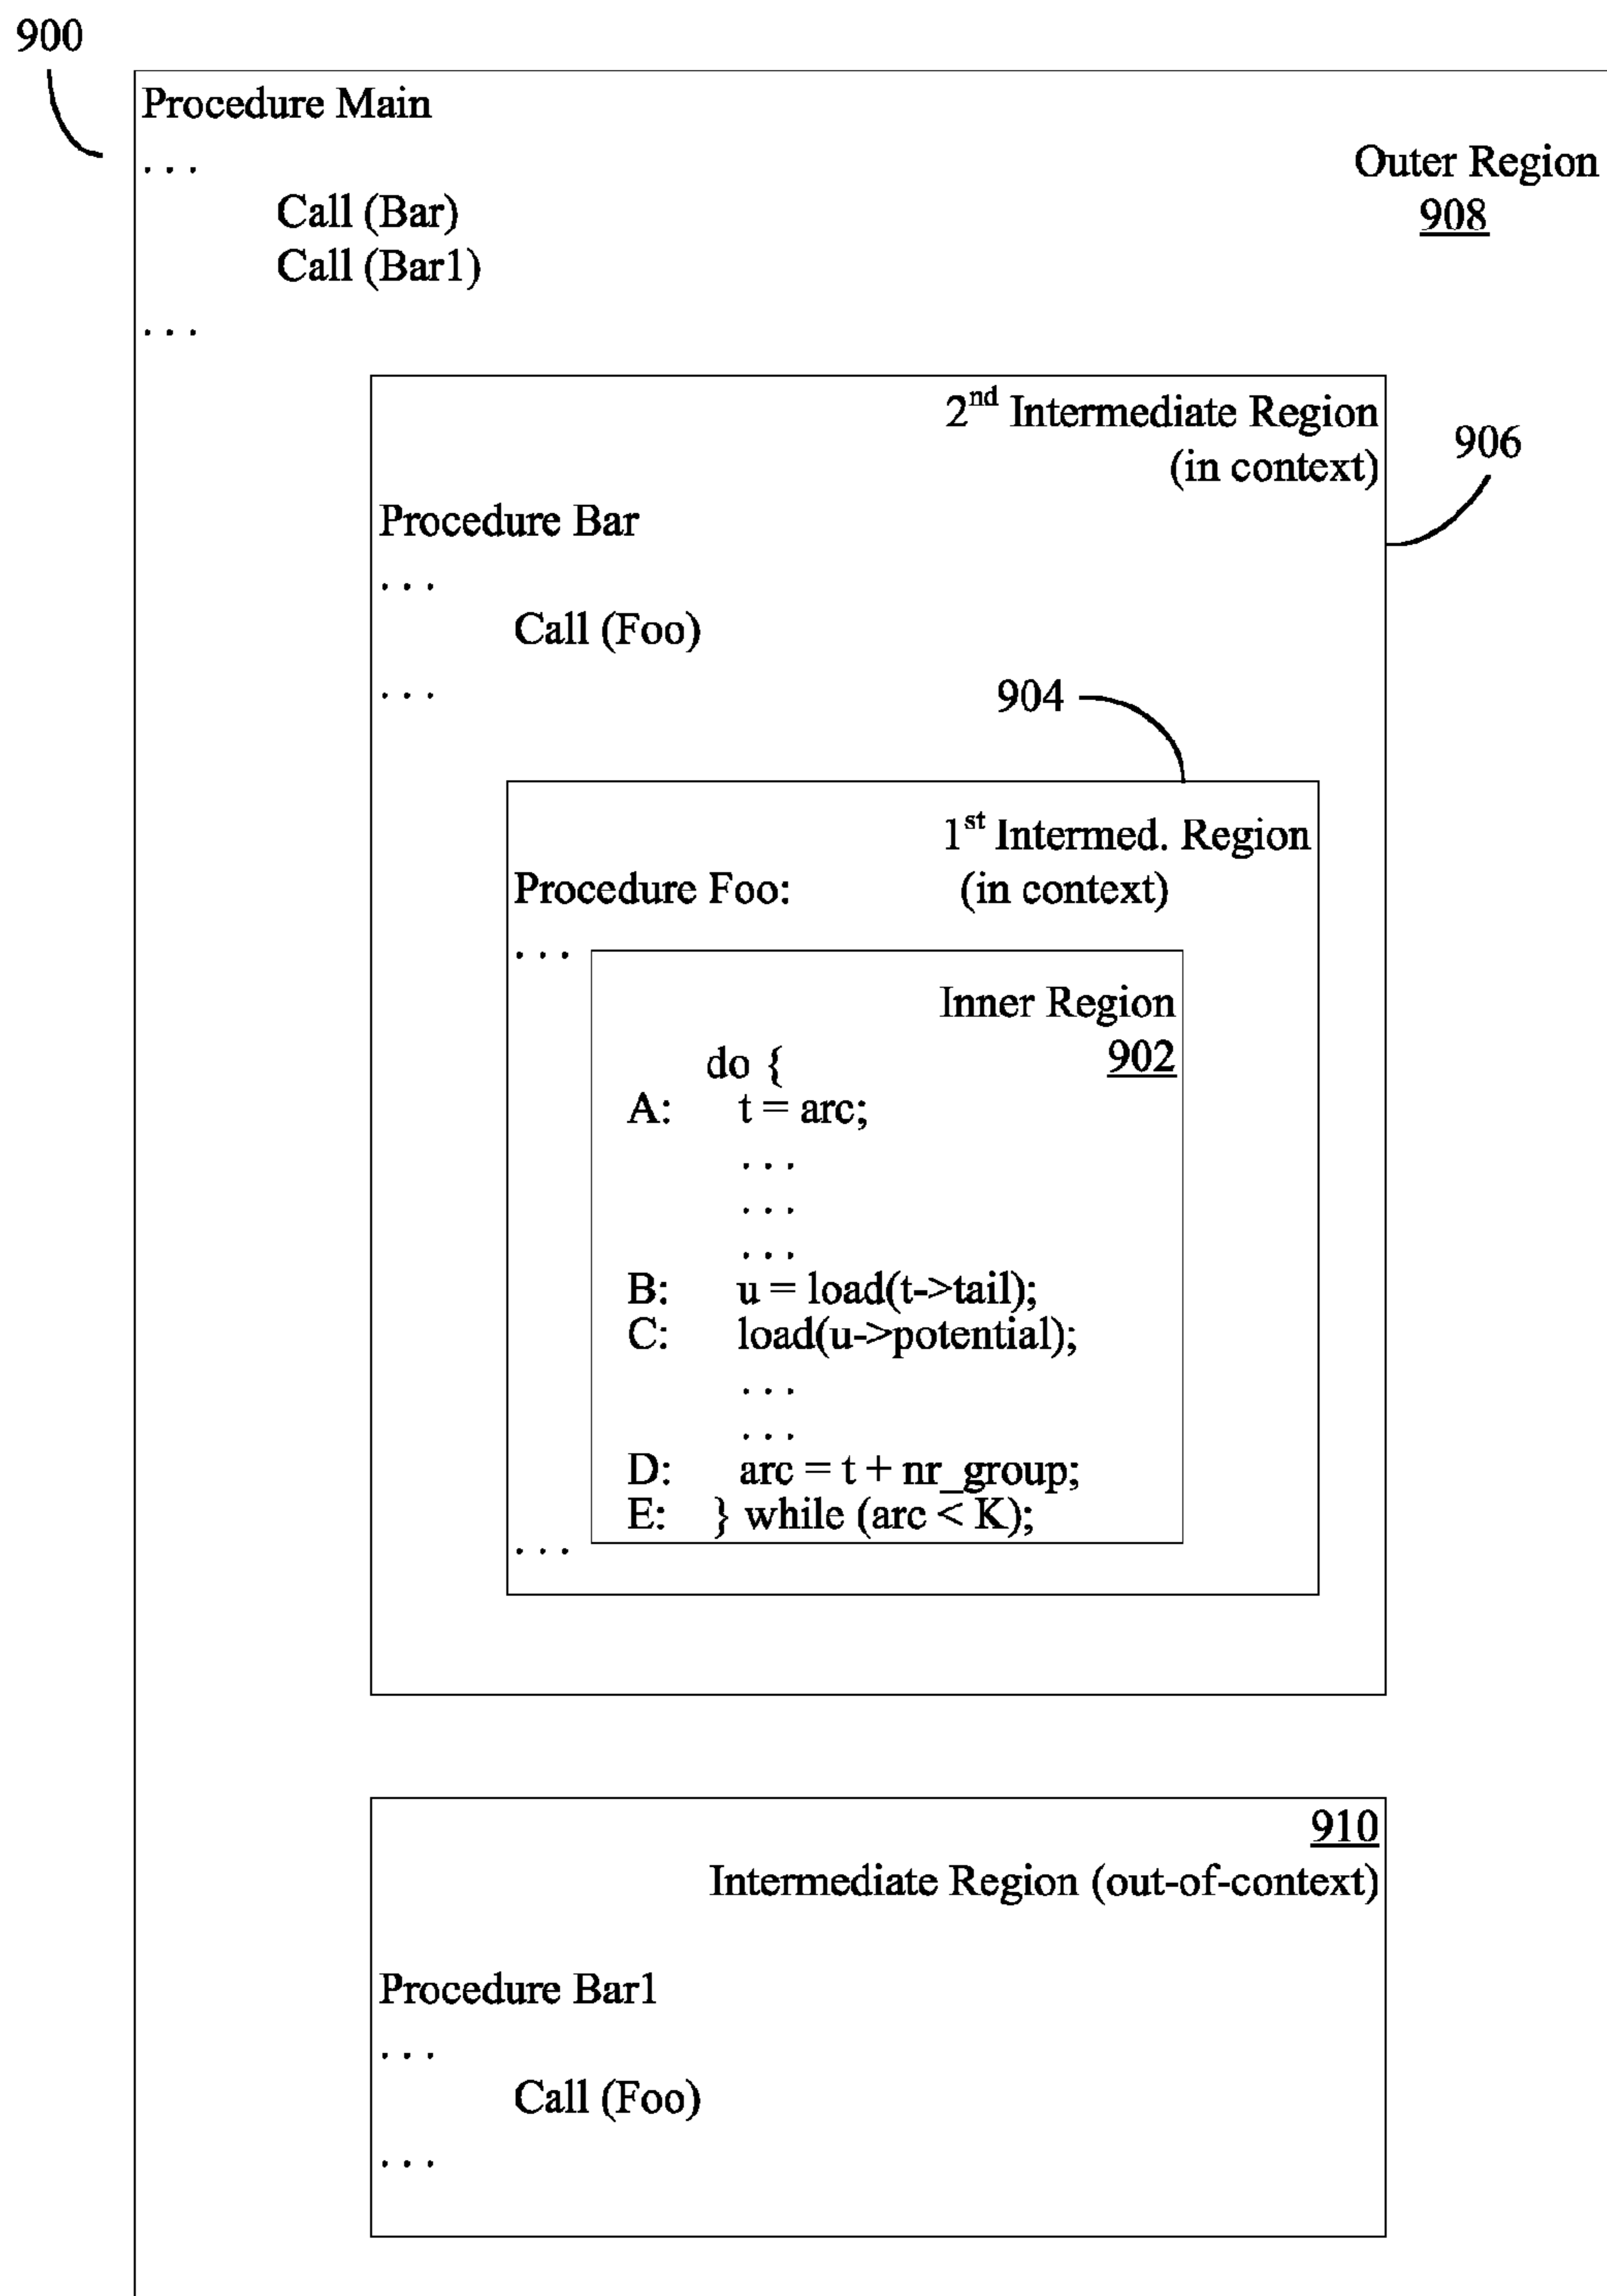 900
Procedure Main
. . .
Outer Region
908
Call (Bar)
Call (Bar1)
. . .
2nd Intermediate Region
(in context)
906
Procedure Bar
. . .
Call (Foo)
. . .
904
1st Intermed. Region
Procedure Foo: (in context)
. . .
Inner Region
902
do {
A: t = arc;
. . .
. . .
. . .
B: u = load(t->tail);
C: load(u->potential);
. . .
. . .
D: arc = t + nr_group;
E: } while (arc < K);
. . .
910
Intermediate Region (out-of-context)
Procedure Bar1
. . .
Call (Foo)
. . .